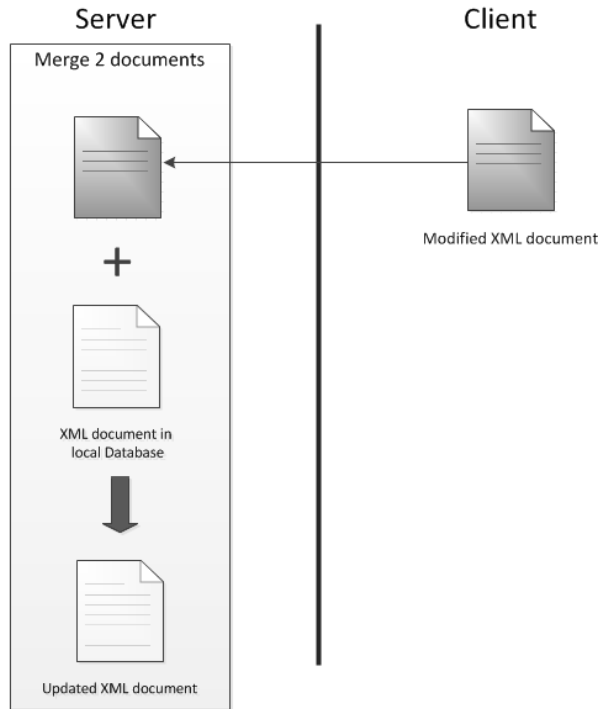 Server
Client
Merge 2 documents
Modified XML document
+
XML document in
local Database
Updated XML document